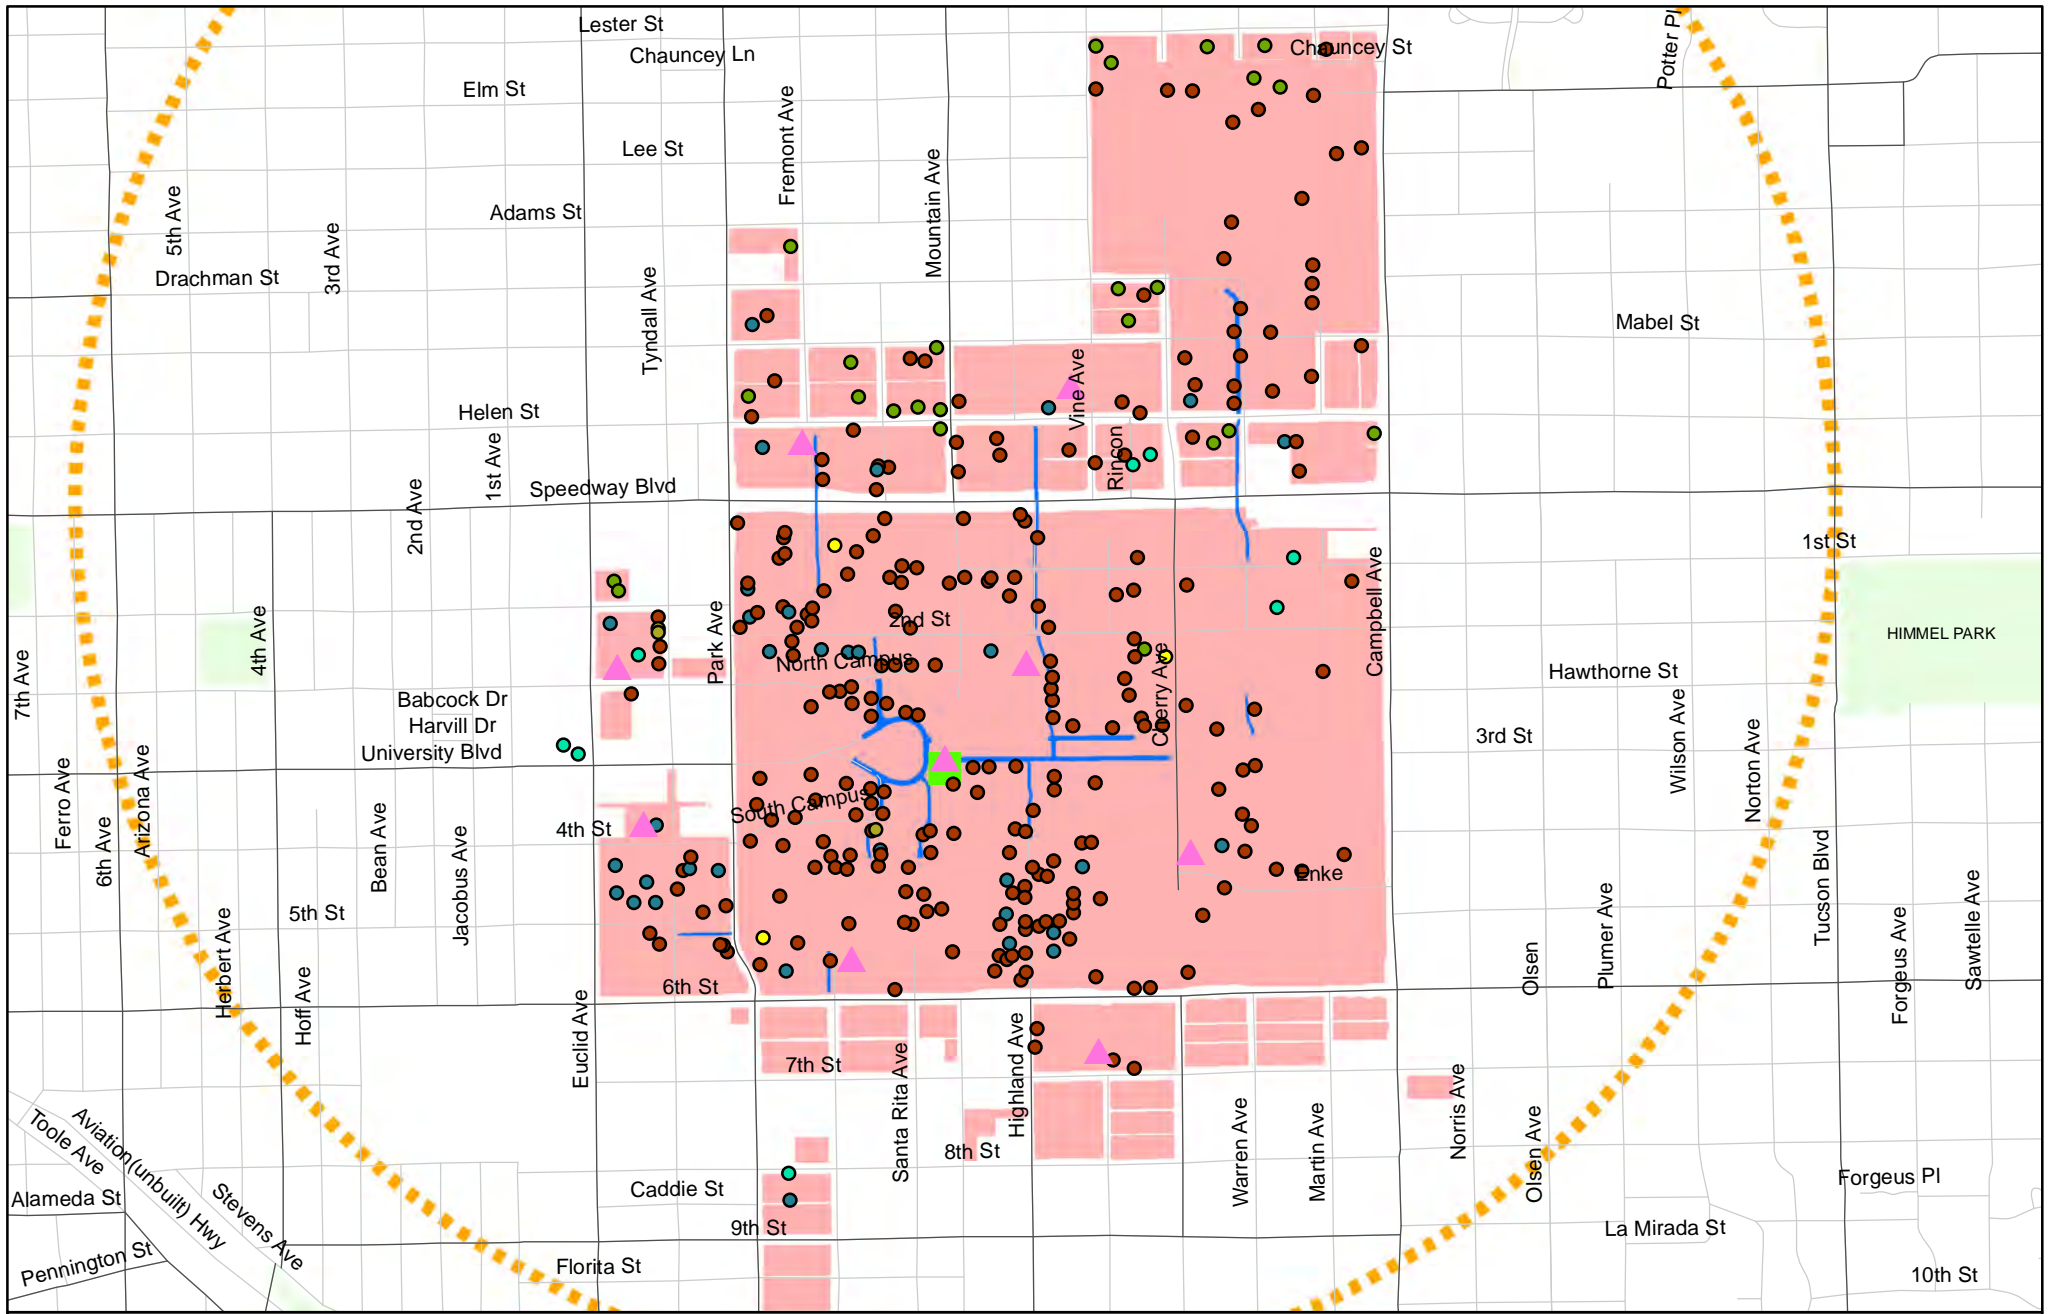 Lester St
Chauncey Ln
Chauncey St
Potter Pl
Elm St
Fremont Ave
Lee St
Mountain Ave
5th Ave
Adams St
3rd Ave
Drachman St
Tyndall Ave
Mabel St
Vine Ave
Helen St
1st Ave
Rincon
Speedway Blvd
2nd Ave
1st St
Campbell Ave
4th Ave
Park Ave
2nd St
HIMMEL PARK
North Campus
Cherry Ave
Hawthorne St
7th Ave
Babcock Dr
Harvill Dr
University Blvd
3rd St
Wilson Ave
Norton Ave
Ferro Ave
Arizona Ave
6th Ave
South Campus
4th St
Bean Ave
Jacobus Ave
Enke
Tucson Blvd
5th St
Herbert Ave
Hoff Ave
Olsen
Plumer Ave
Forgeus Ave
Sawtelle Ave
6th St
Euclid Ave
7th St
Santa Rita Ave
Highland Ave
Norris Ave
Warren Ave
Martin Ave
Olsen Ave
8th St
Aviation(unbuilt) Hwy
Toole Ave
Alameda St
Stevens Ave
Caddie St
Forgeus Pl
9th St
La Mirada St
Pennington St
Florita St
10th St